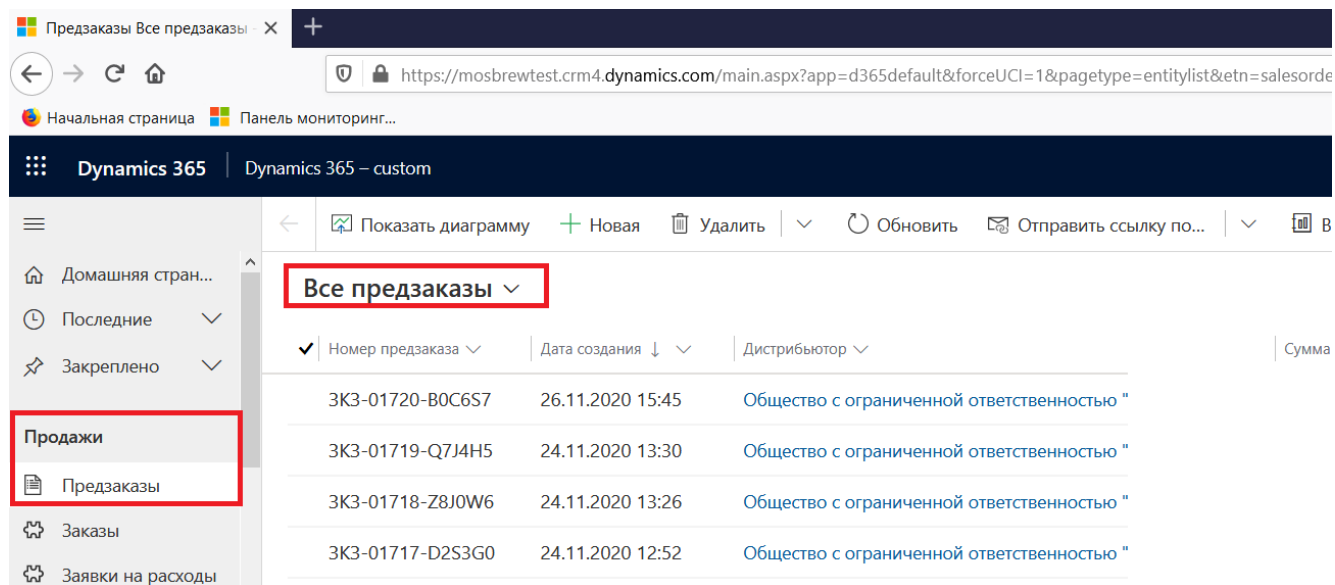 Предзаказы Все предзаказы -
https://mosbrewtest.crm4.dynamics.com/main.aspx?app=d365default&forceUCI=1&pagetype=entitylist&etn=salesorde
Начальная страница Панель мониторинг...
Dynamics 365 Dynamics 365 – custom
Показать диаграмму Новая Удалить Обновить Отправить ссылку по... В
Домашняя стран...
Последние
Закреплено
Продажи
Предзаказы
Заказы
Заявки на расходы
Все предзаказы
Номер предзаказа Дата создания Дистрибьютор Сумма
ЗКЗ-01720-B0C6S7 26.11.2020 15:45 Общество с ограниченной ответственностью "
ЗКЗ-01719-Q7J4H5 24.11.2020 13:30 Общество с ограниченной ответственностью "
ЗКЗ-01718-Z8J0W6 24.11.2020 13:26 Общество с ограниченной ответственностью "
ЗКЗ-01717-D2S3G0 24.11.2020 12:52 Общество с ограниченной ответственностью "